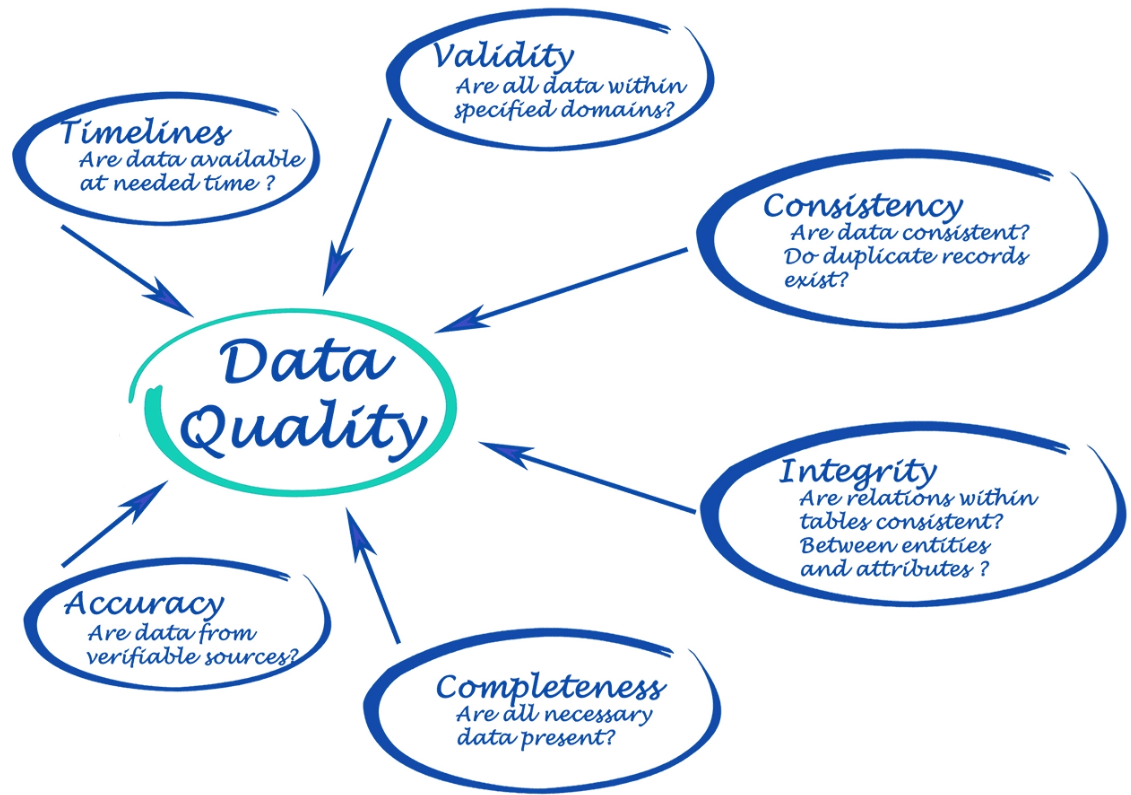 Validity
Are all data within
specified domains?
Timelines
Are data available
at needed time ?
Consistency
Are data consistent?
Do duplicate records
exist?
Data
Quality
Integrity
Are relations within
tables consistent?
Between entities
and attributes ?
Accuracy
Are data from
verifiable sources?
Completeness
Are all necessary
data present?